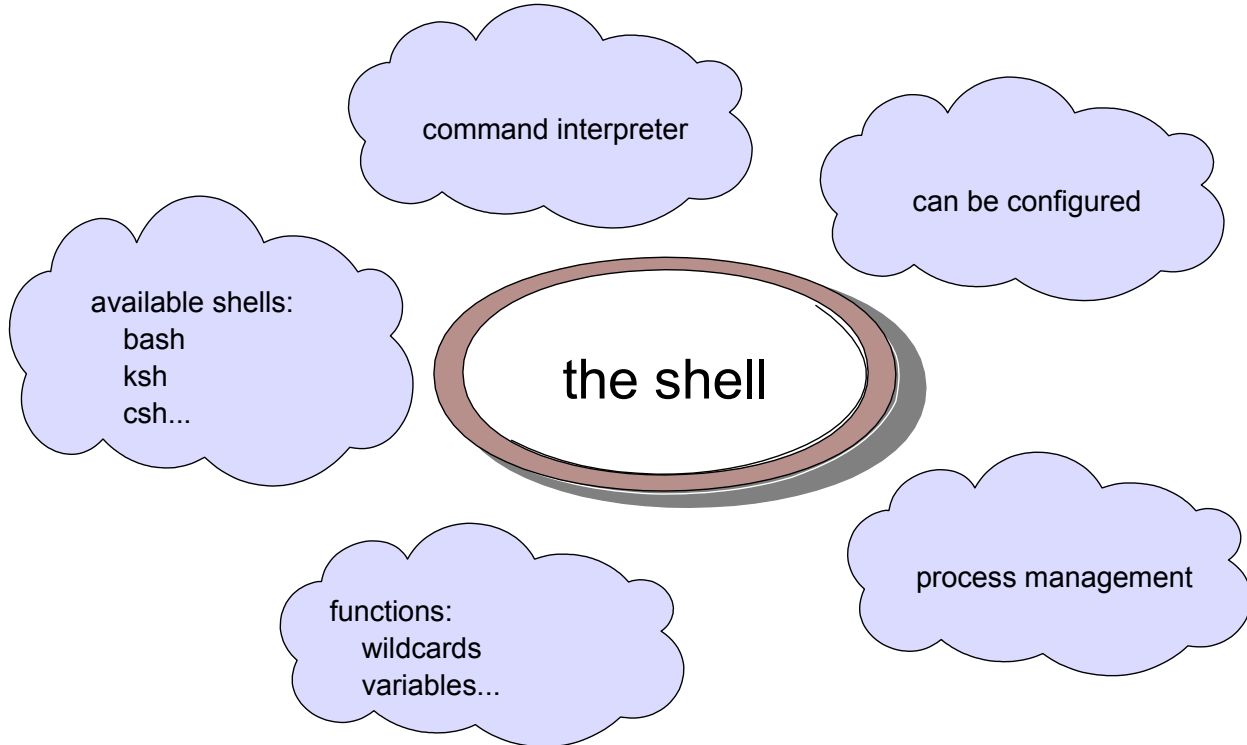 command interpreter
can be configured
available shells:
bash
ksh
csh...
the shell
process management
functions:
wildcards
variables...